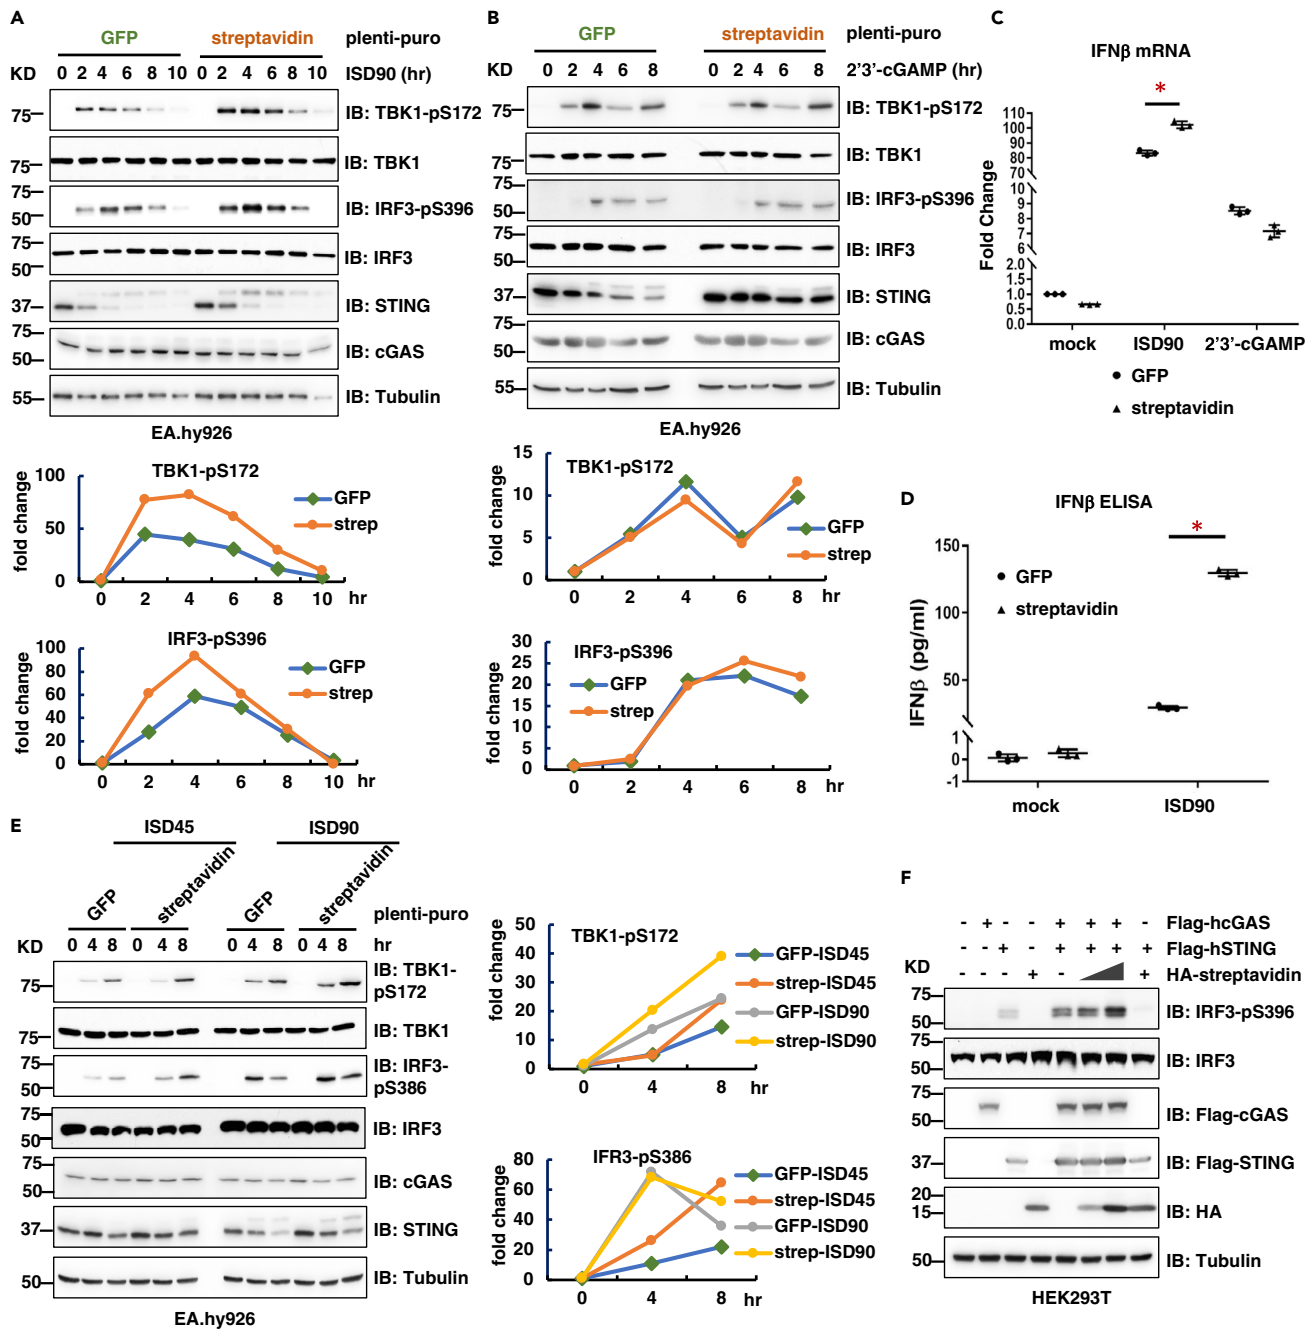 A
GFP streptavidin plenti-puro
KD 0 2 4 6 8 10 0 2 4 6 8 10 ISD90 (hr)
75 IB: TBK1-pS172
75 IB: TBK1
75
50 IB: IRF3-pS396
75
50 IB: IRF3
37 IB: STING
75
50 IB: cGAS
55 IB: Tubulin
EA.hy926
TBK1-pS172
fold change
100
50
0
GFP
strep
0 2 4 6 8 10 hr
IRF3-pS396
fold change
100
80
60
40
20
0
GFP
strep
0 2 4 6 8 10 hr
B
GFP streptavidin plenti-puro
KD 0 2 4 6 8 0 2 4 6 8 2'3'-cGAMP (hr)
75 IB: TBK1-pS172
75 IB: TBK1
75
50 IB: IRF3-pS396
75
50 IB: IRF3
37 IB: STING
75
50 IB: cGAS
55 IB: Tubulin
EA.hy926
TBK1-pS172
fold change
15
10
5
0
GFP
strep
0 2 4 6 8 hr
IRF3-pS396
fold change
30
25
20
15
10
5
0
GFP
strep
0 2 4 6 8 hr
C
IFNβ mRNA
*
Fold Change
110
100
90
80
70
10
9
8
7
6
2.0
1.5
1.0
0.5
0.0
mock ISD90 2'3'-cGAMP
GFP
streptavidin
D
IFNβ ELISA
*
IFNβ (pg/ml)
150
50
1
0
-1
GFP
streptavidin
mock ISD90
E
ISD45 ISD90
GFP streptavidin GFP streptavidin plenti-puro
KD 0 4 8 0 4 8 0 4 8 0 4 8 hr
75 IB: TBK1-
pS172
75 IB: TBK1
75
50 IB: IRF3-
pS386
75
50 IB: IRF3
75
50 IB: cGAS
37 IB: STING
50 IB: Tubulin
EA.hy926
TBK1-pS172
fold change
50
40
30
20
10
0
GFP-ISD45
strep-ISD45
GFP-ISD90
strep-ISD90
0 4 8 hr
IFR3-pS386
fold change
80
60
40
20
0
GFP-ISD45
strep-ISD45
GFP-ISD90
strep-ISD90
0 4 8 hr
F
- + - - + + + - Flag-hcGAS
- - + - + + + + Flag-hSTING
KD - - - + - + HA-streptavidin
75
50 IB: IRF3-pS396
75
50 IB: IRF3
75
50 IB: Flag-cGAS
37 IB: Flag-STING
20
15 IB: HA
50 IB: Tubulin
HEK293T